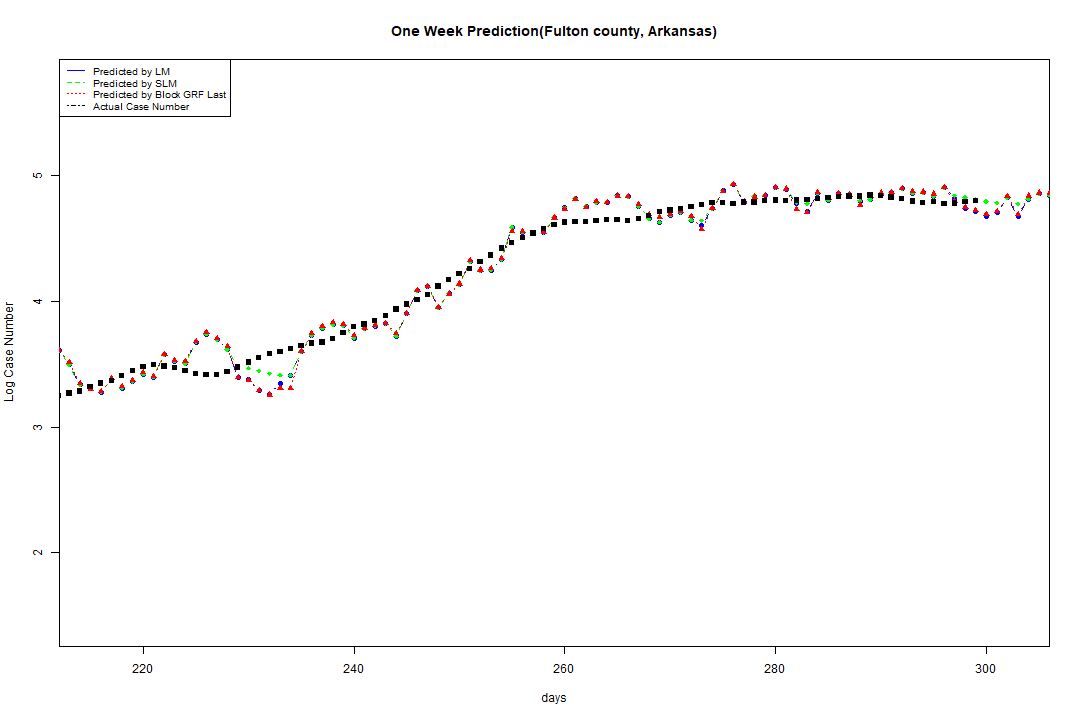 One Week Prediction(Fulton county, Arkansas)
Predicted by LM
Predicted by SLM
Predicted by Block GRF Last
Actual Case Number
5
4
3
2
Log Case Number
220 240 260 280 300
days